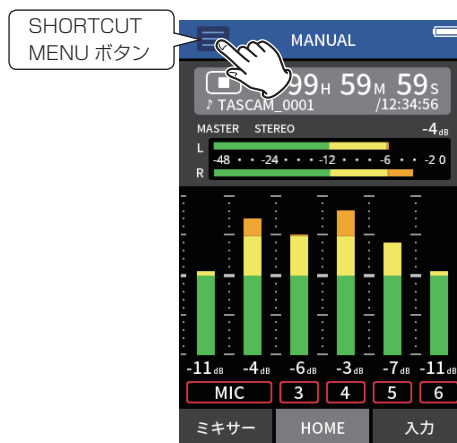 SHORTCUT
MENU ボタン
MANUAL
99H 59M 59s
♪ TASCAM_0001 /12:34:56
MASTER STEREO -4dB
L
-48 • • -24 • • • -12 • • • -6 • • -2 0
R
-11dB -4dB -6dB -3dB -7dB -11dB
MIC 3 4 5 6
ミキサー HOME 入力